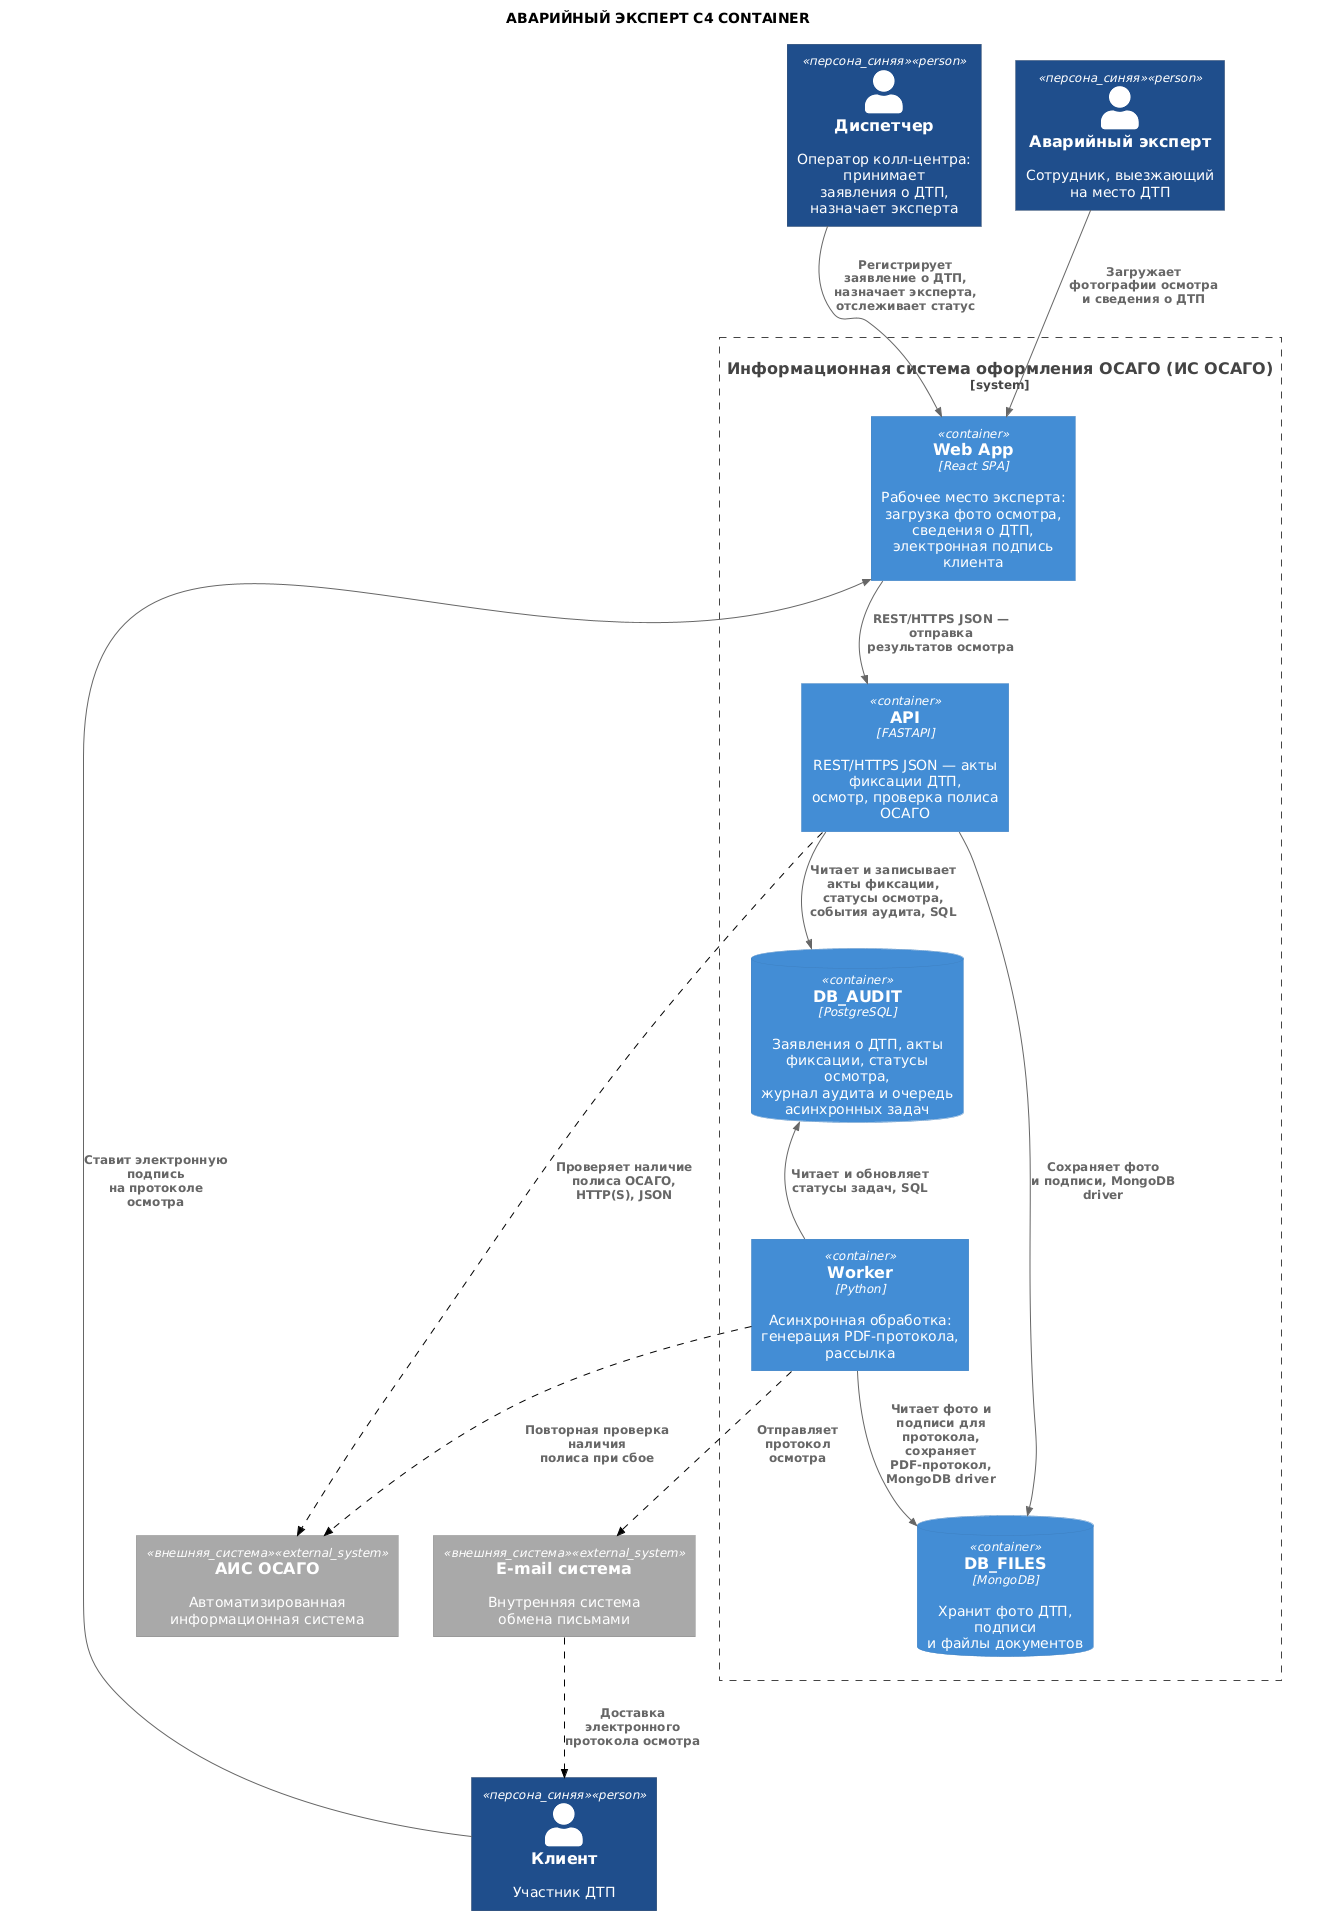 АВАРИЙНЫЙ ЭКСПЕРТ C4 CONTAINER
«персона_синяя»«person»
Диспетчер
Оператор колл-центра:
принимает
заявления о ДТП,
назначает эксперта
«персона_синяя»«person»
Аварийный эксперт
Сотрудник, выезжающий
на место ДТП
Регистрирует
заявление о ДТП,
назначает эксперта,
отслеживает статус
Загружает
фотографии осмотра
и сведения о ДТП
Информационная система оформления ОСАГО (ИС ОСАГО)
[system]
«container»
Web App
[React SPA]
Рабочее место эксперта:
загрузка фото осмотра,
сведения о ДТП,
электронная подпись
клиента
REST/HTTPS JSON —
отправка
результатов осмотра
«container»
API
[FASTAPI]
REST/HTTPS JSON — акты
фиксации ДТП,
осмотр, проверка полиса
ОСАГО
Читает и записывает
акты фиксации,
статусы осмотра,
события аудита, SQL
«container»
DB_AUDIT
[PostgreSQL]
Заявления о ДТП, акты
фиксации, статусы
осмотра,
журнал аудита и очередь
асинхронных задач
Ставит электронную
подпись
на протоколе
осмотра
Проверяет наличие
полиса ОСАГО,
HTTP(S), JSON
Читает и обновляет
статусы задач, SQL
Сохраняет фото
и подписи, MongoDB
driver
«container»
Worker
[Python]
Асинхронная обработка:
генерация PDF-протокола,
рассылка
Повторная проверка
наличия
полиса при сбое
Отправляет
протокол
осмотра
Читает фото и
подписи для
протокола,
сохраняет
PDF-протокол,
MongoDB driver
«внешняя_система»«external_system»
АИС ОСАГО
Автоматизированная
информационная система
«внешняя_система»«external_system»
E-mail система
Внутренняя система
обмена письмами
«container»
DB_FILES
[MongoDB]
Хранит фото ДТП,
подписи
и файлы документов
Доставка
электронного
протокола осмотра
«персона_синяя»«person»
Клиент
Участник ДТП